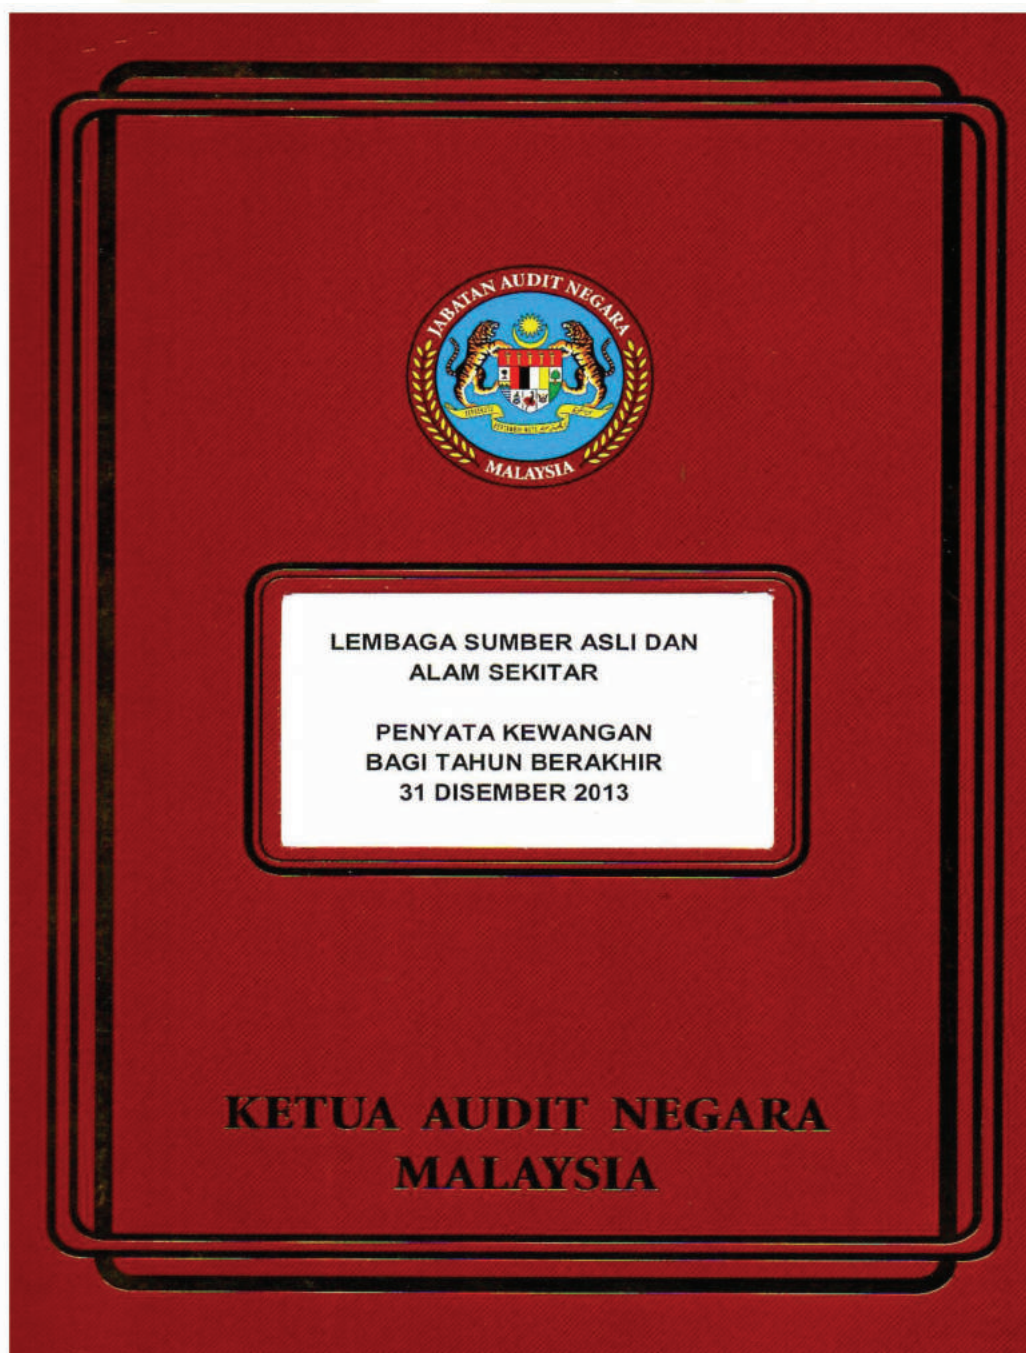 JABATAN AUDIT NEGARA
MALAYSIA
LEMBAGA SUMBER ASLI DAN
ALAM SEKITAR
PENYATA KEWANGAN
BAGI TAHUN BERAKHIR
31 DISEMBER 2013
KETUA AUDIT NEGARA
MALAYSIA